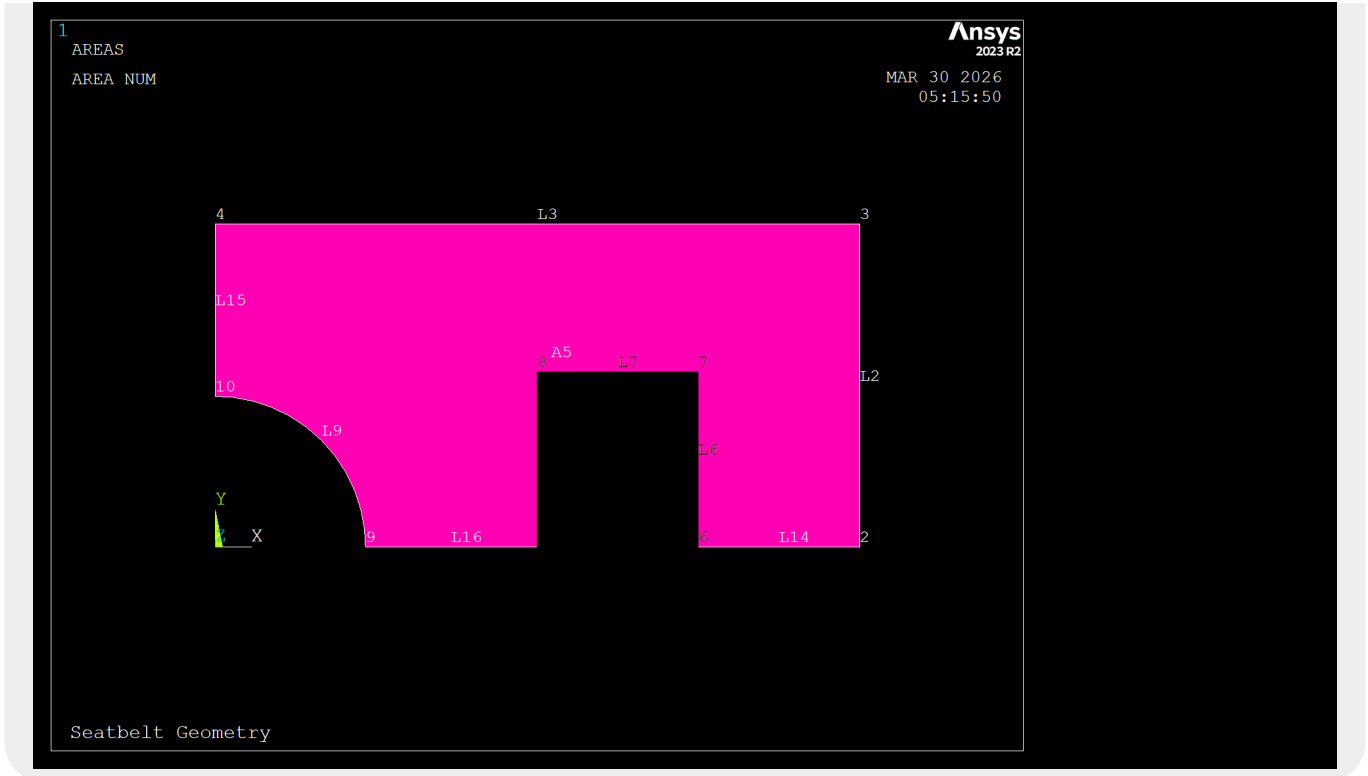 1
AREAS
AREA NUM
Ansys
2023 R2
MAR 30 2026
05:15:50
4
L3
3
L15
8
A5
L7
7
L2
10
L9
L6
Y
Z
X
9
L16
6
L14
2
Seatbelt Geometry